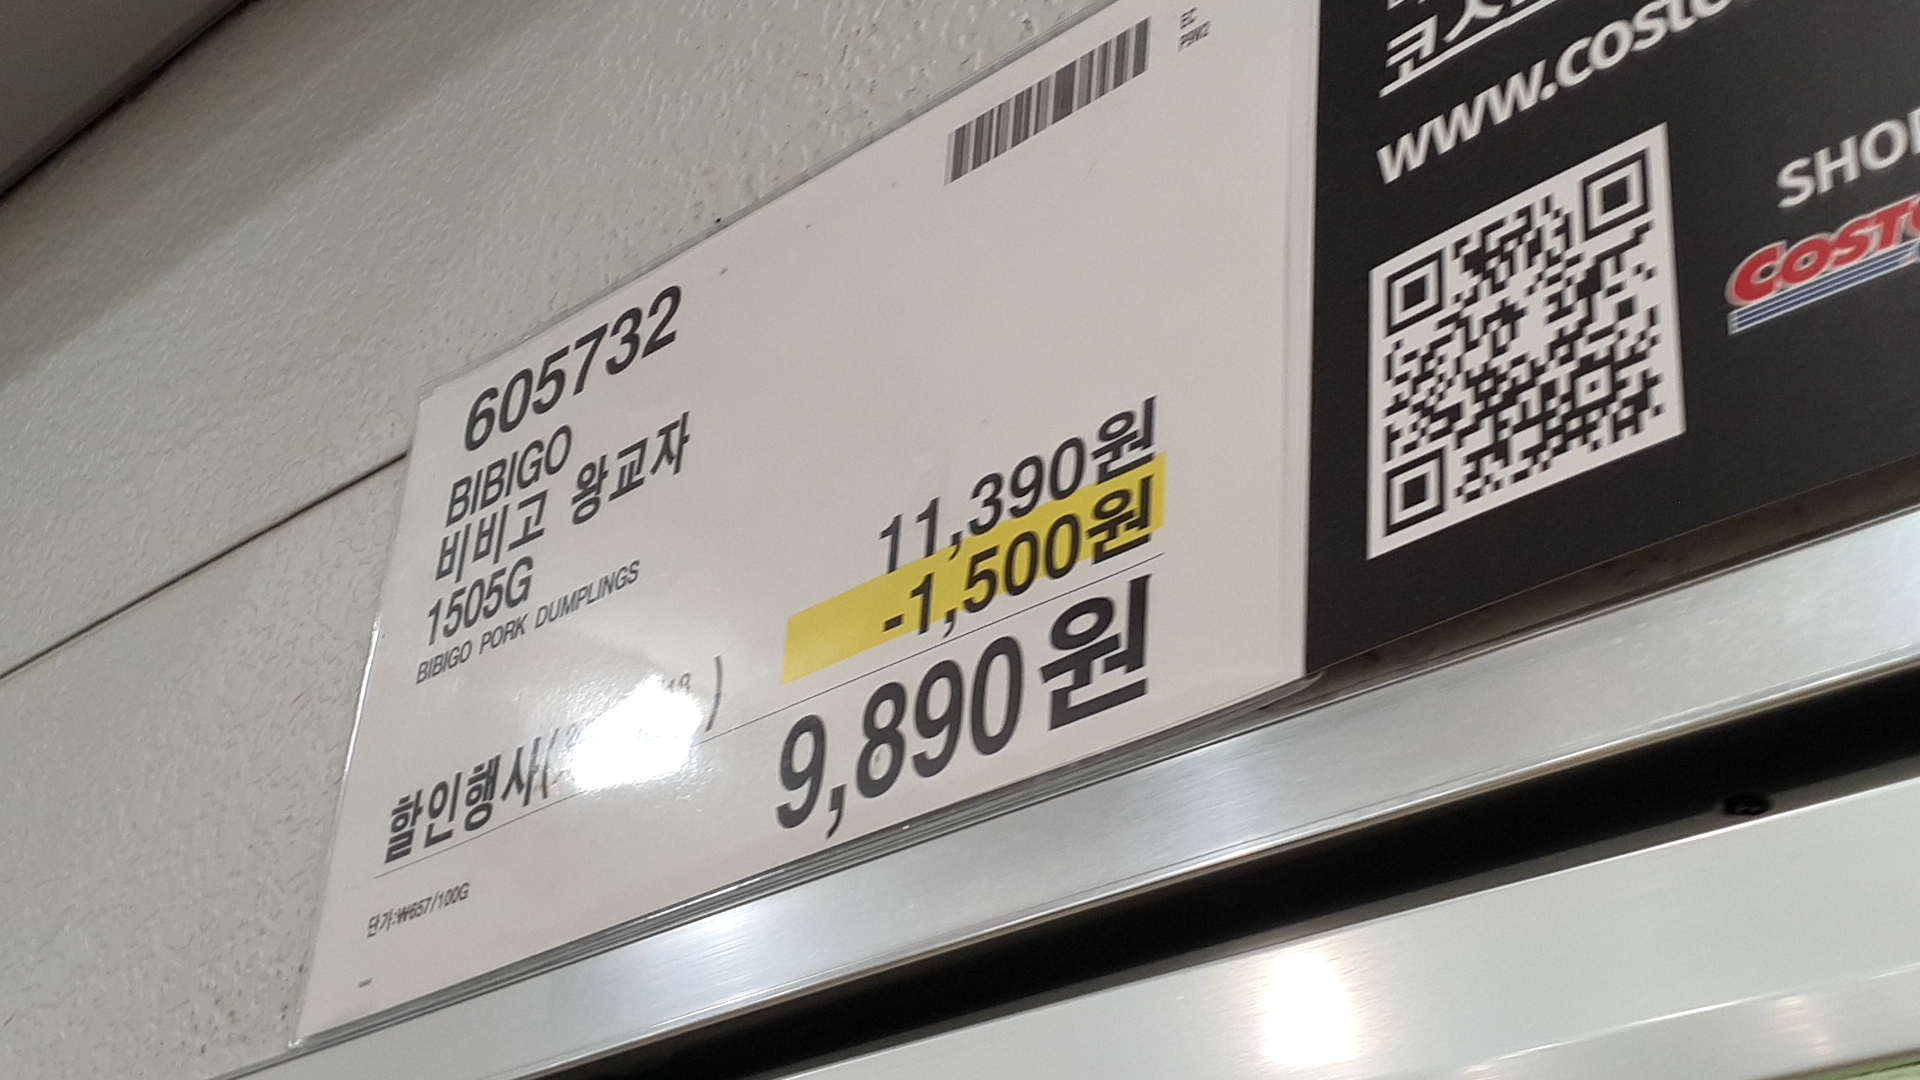 605732
BIBIGO
비비고 왕교자
1505G
BIBIGO PORK DUMPLINGS
11,390원
-1,500원
할인행사( )
9,890원
단가:₩657/100G
EC
www.cost
SHO
COSTC